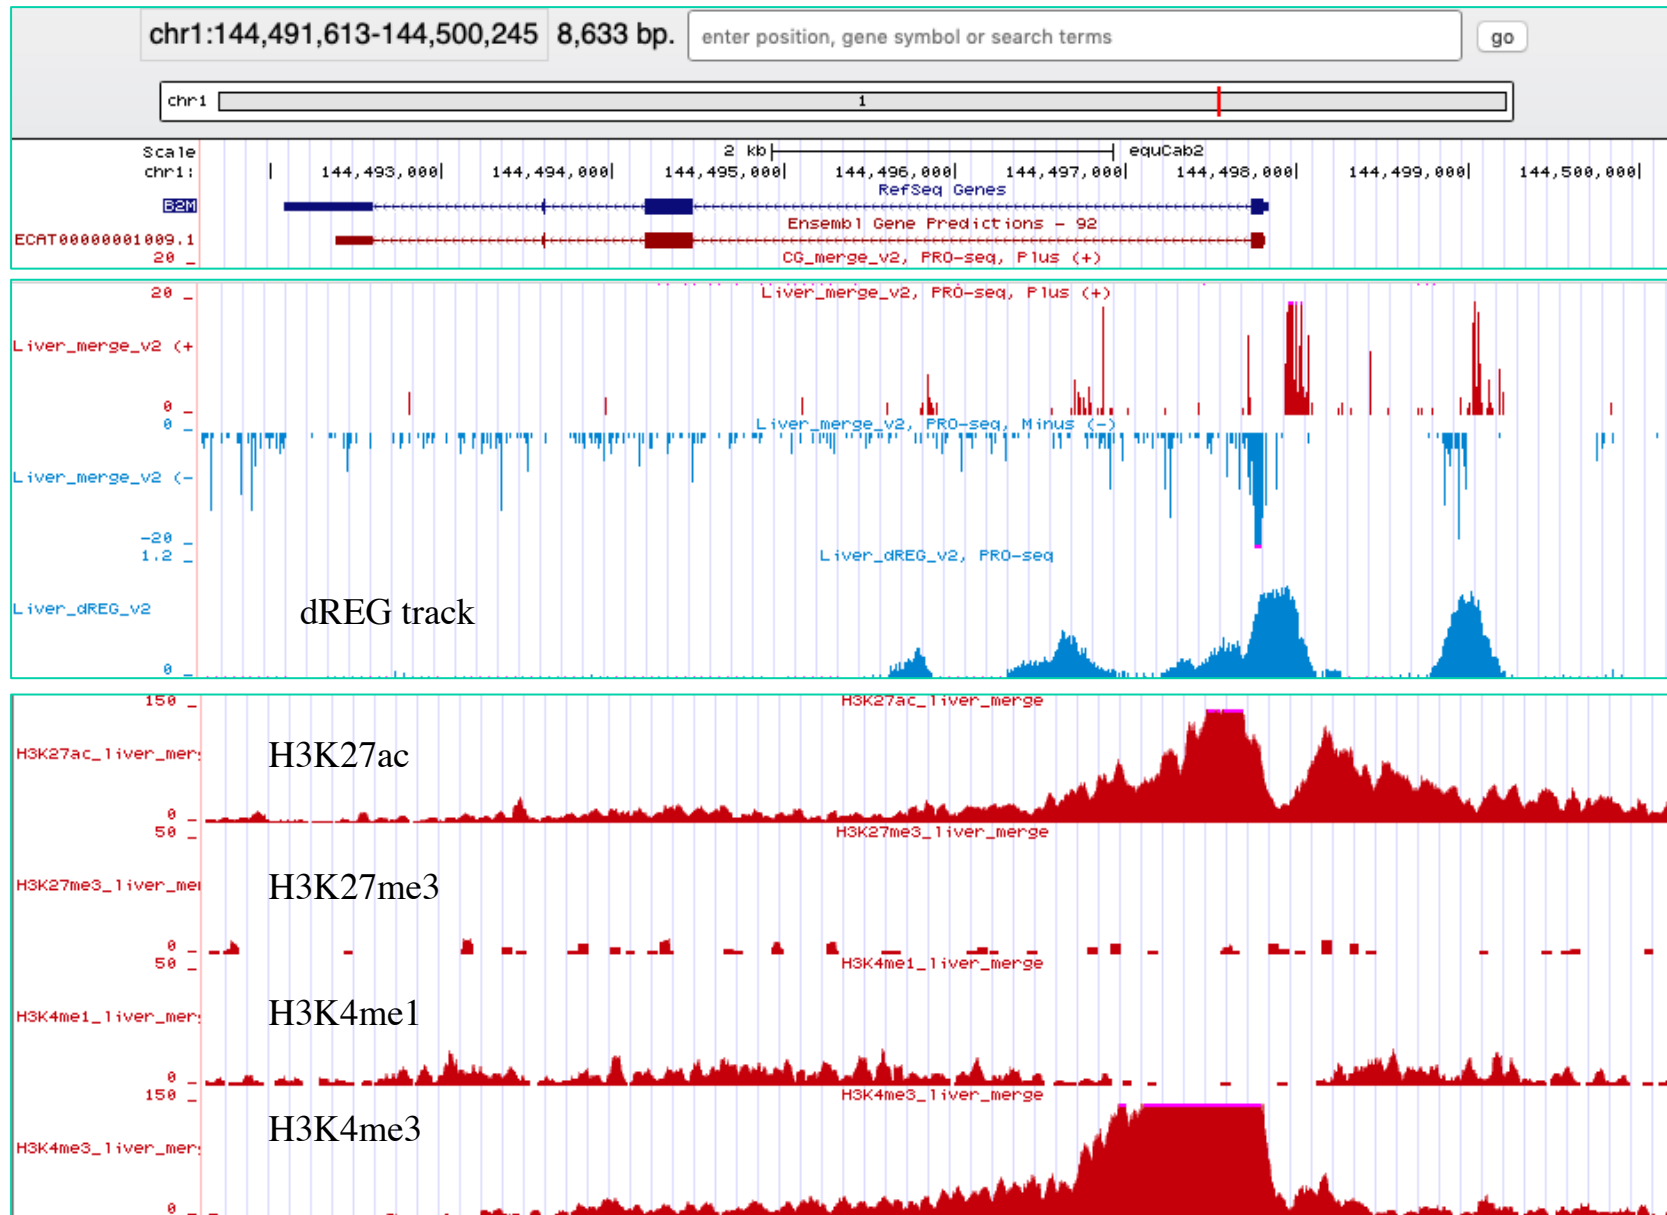 chr1:144,491,613-144,500,245 8,633 bp. enter position, gene symbol or search terms go
chr1 1
Scale 2 kb equCab2
chr1: 144,493,000 144,494,000 144,495,000 144,496,000 144,497,000 144,498,000 144,499,000 144,500,000
RefSeq Genes
B2M
Ensembl Gene Predictions - 92
ECAT00000001009.1
20 _ CG_merge_v2, PRO-seq, Plus (+)
20 _ Liver_merge_v2, PRO-seq, Plus (+)
Liver_merge_v2 (+
0 _
0 _ Liver_merge_v2, PRO-seq, Minus (-)
Liver_merge_v2 (-
-20 _
1.2 _ Liver_dREG_v2, PRO-seq
Liver_dREG_v2 dREG track
0 _
150 _ H3K27ac_liver_merge
H3K27ac_liver_mer H3K27ac
0 _
50 _ H3K27me3_liver_merge
H3K27me3_liver_me H3K27me3
0 _
50 _ H3K4me1_liver_merge
H3K4me1_liver_mer H3K4me1
0 _
150 _ H3K4me3_liver_merge
H3K4me3
H3K4me3_liver_mer
0 _